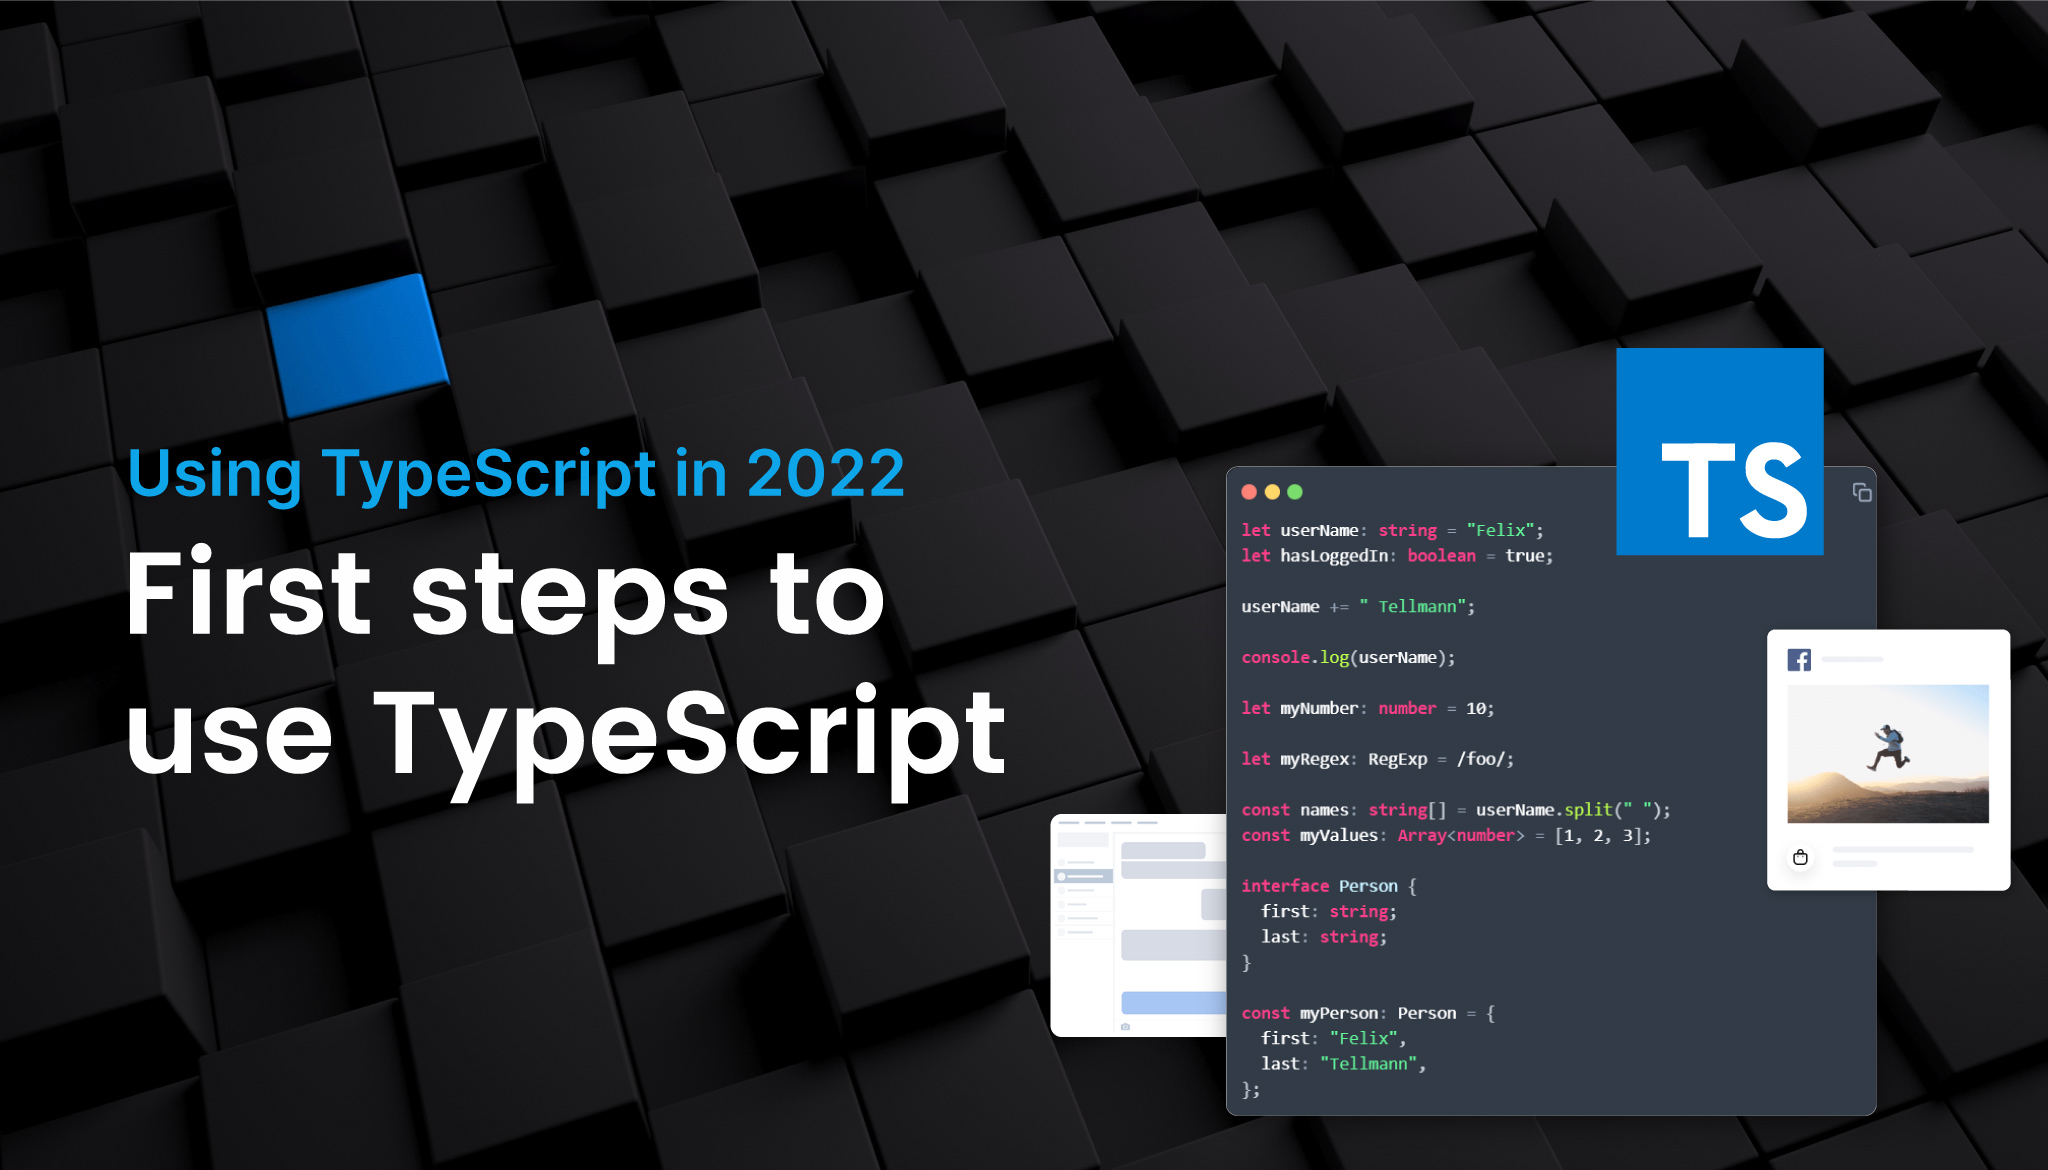 Using TypeScript in 2022
First steps to
use TypeScript
TS
let userName: string = "Felix";
let hasLoggedIn: boolean = true;
userName += " Tellmann";
console.log(userName);
let myNumber: number = 10;
let myRegex: RegExp = /foo/;
const names: string[] = userName.split(" ");
const myValues: Array<number> = [1, 2, 3];
interface Person {
first: string;
last: string;
}
const myPerson: Person = {
first: "Felix",
last: "Tellmann",
};